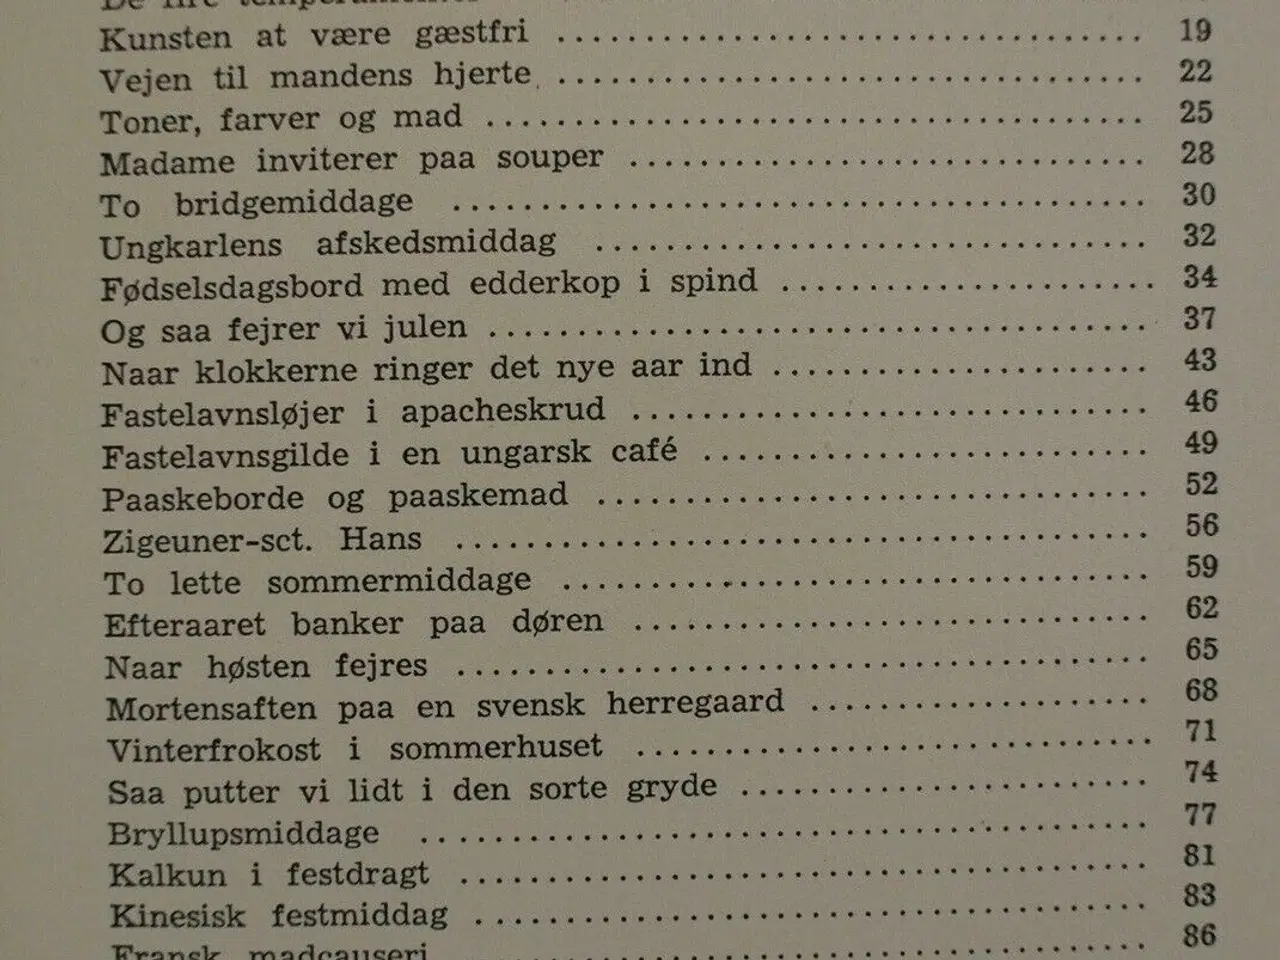 De fire temperamenter
Kunsten at være gæstfri ........................................ 19
Vejen til mandens hjerte ........................................ 22
Toner, farver og mad ........................................ 25
Madame inviterer paa souper ........................................ 28
To bridgemiddage ........................................ 30
Ungkarlens afskedsmiddag ........................................ 32
Fødselsdagsbord med edderkop i spind ........................................ 34
Og saa fejrer vi julen ........................................ 37
Naar klokkerne ringer det nye aar ind ........................................ 43
Fastelavnsløjer i apacheskrud ........................................ 46
Fastelavnsgilde i en ungarsk café ........................................ 49
Paaskeborde og paaskemad ........................................ 52
Zigeuner-sct. Hans ........................................ 56
To lette sommermiddage ........................................ 59
Efteraaret banker paa døren ........................................ 62
Naar høsten fejres ........................................ 65
Mortensaften paa en svensk herregaard ........................................ 68
Vinterfrokost i sommerhuset ........................................ 71
Saa putter vi lidt i den sorte gryde ........................................ 74
Bryllupsmiddage ........................................ 77
Kalkun i festdragt ........................................ 81
Kinesisk festmiddag ........................................ 83
Fransk madcauseri ........................................ 86